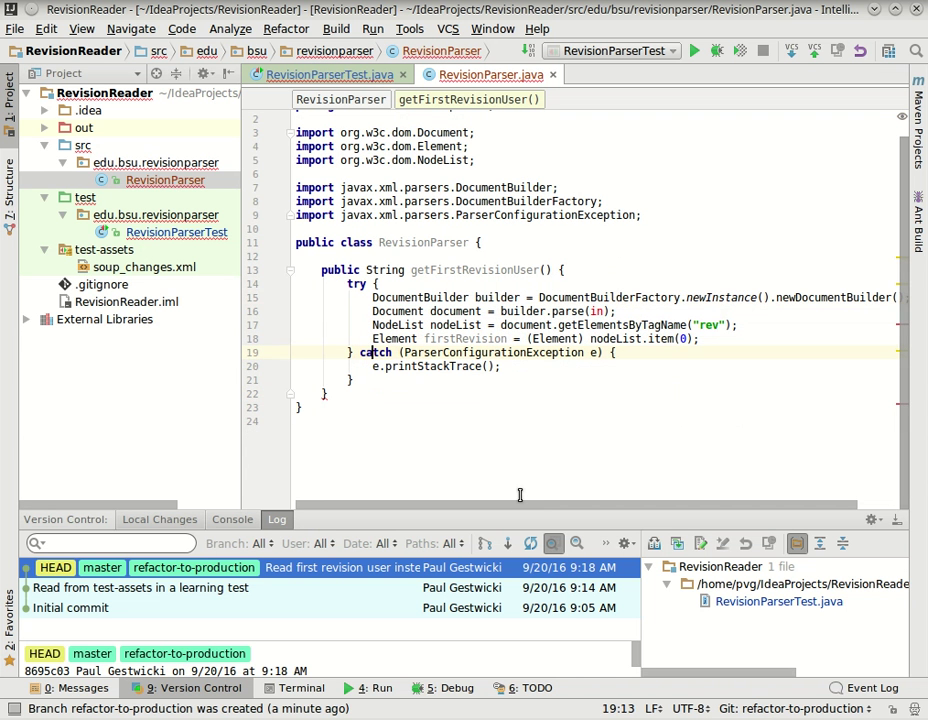 RevisionReader - [~/IdeaProjects/RevisionReader] - [RevisionReader] - ~/IdeaProjects/RevisionReader/src/edu/bsu/revisionparser/RevisionParser.java - Intelli...
File Edit View Navigate Code Analyze Refactor Build Run Tools VCS Window Help
RevisionReader src edu bsu revisionparser RevisionParser RevisionParserTest VCS VCS
Project RevisionParserTest.java RevisionParser.java
RevisionParser getFirstRevisionUser()
1: Project
7: Structure
2: Favorites
Maven Projects
Ant Build
RevisionReader ~/IdeaProjects/
.idea
out
src
edu.bsu.revisionparser
RevisionParser
test
edu.bsu.revisionparser
RevisionParserTest
test-assets
soup_changes.xml
.gitignore
RevisionReader.iml
External Libraries
2
3 import org.w3c.dom.Document;
4 import org.w3c.dom.Element;
5 import org.w3c.dom.NodeList;
6
7 import javax.xml.parsers.DocumentBuilder;
8 import javax.xml.parsers.DocumentBuilderFactory;
9 import javax.xml.parsers.ParserConfigurationException;
10
11 public class RevisionParser {
12
13 public String getFirstRevisionUser() {
14 try {
15 DocumentBuilder builder = DocumentBuilderFactory.newInstance().newDocumentBuilder();
16 Document document = builder.parse(in);
17 NodeList nodeList = document.getElementsByTagName("rev");
18 Element firstRevision = (Element) nodeList.item(0);
19 } catch (ParserConfigurationException e) {
20 e.printStackTrace();
21 }
22 }
23 }
24
Version Control: Local Changes Console Log
Branch: All User: All Date: All Paths: All
HEAD master refactor-to-production Read first revision user inste Paul Gestwicki 9/20/16 9:18 AM
Read from test-assets in a learning test Paul Gestwicki 9/20/16 9:14 AM
Initial commit Paul Gestwicki 9/20/16 9:05 AM
HEAD master refactor-to-production
8695c03 Paul Gestwicki on 9/20/16 at 9:18 AM
RevisionReader 1 file
/home/pvg/IdeaProjects/RevisionReade
RevisionParserTest.java
0: Messages 9: Version Control Terminal 4: Run 5: Debug 6: TODO Event Log
Branch refactor-to-production was created (a minute ago) 19:13 LF UTF-8 Git: refactor-to-production